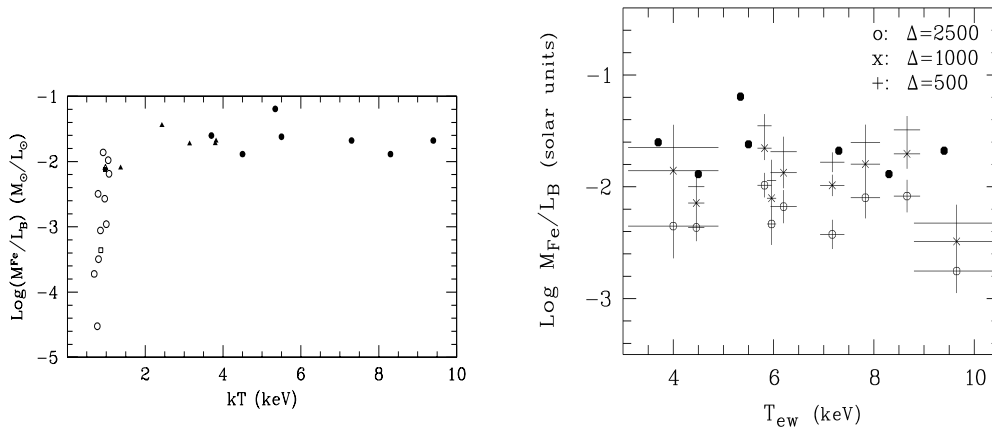 -1
-2
-3
-4
-5
2
4
6
8
10
kT (keV)
Log(M^Fe/L_B) (M_⊙/L_⊙)
o: Δ=2500
x: Δ=1000
+: Δ=500
-1
-2
-3
4
6
8
10
T_ew (keV)
Log M_Fe/L_B (solar units)